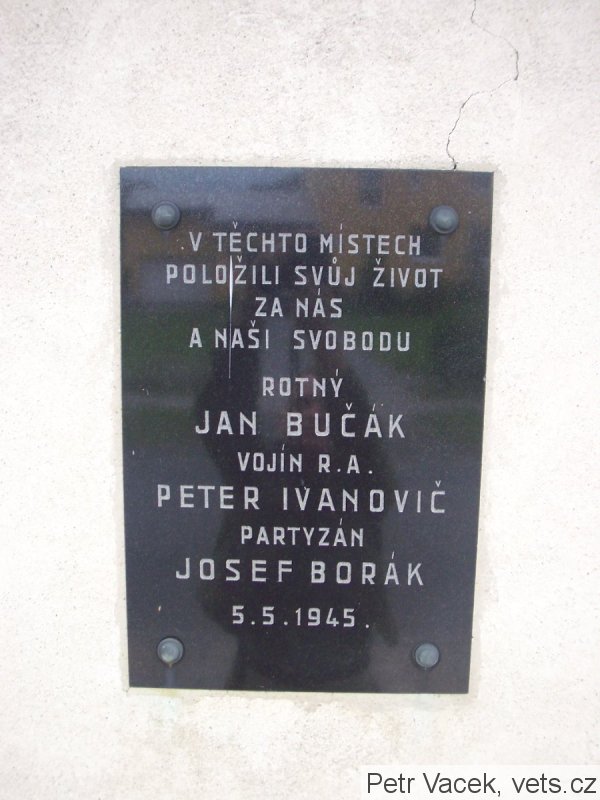 V TĚCHTO MÍSTECH
POLOŽILI SVŮJ ŽIVOT
ZA NÁS
A NAŠI SVOBODU
ROTNÝ
JAN BUČÁK
VOJÍN R.A.
PETER IVANOVIČ
PARTYZÁN
JOSEF BORÁK
5.5.1945.
Petr Vacek, vets.cz